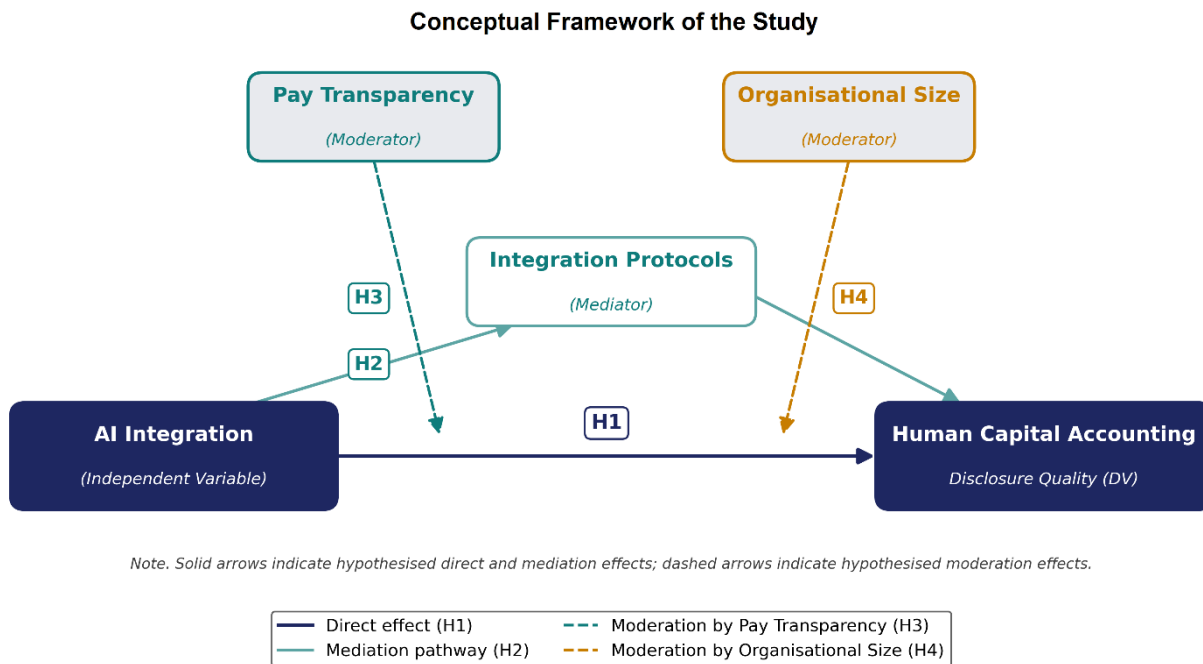 Conceptual Framework of the Study
Pay Transparency
(Moderator)
Organisational Size
(Moderator)
Integration Protocols
(Mediator)
H3
H4
H2
H1
AI Integration
(Independent Variable)
Human Capital Accounting
Disclosure Quality (DV)
Note. Solid arrows indicate hypothesised direct and mediation effects; dashed arrows indicate hypothesised moderation effects.
Direct effect (H1)
Mediation pathway (H2)
Moderation by Pay Transparency (H3)
Moderation by Organisational Size (H4)